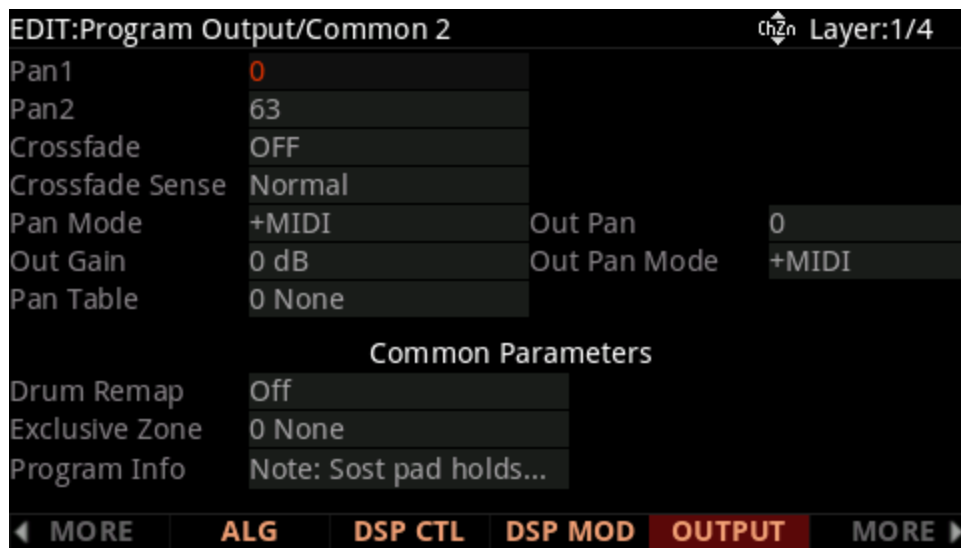 EDIT:Program Output/Common 2 ChZn Layer:1/4
Pan1 0
Pan2 63
Crossfade OFF
Crossfade Sense Normal
Pan Mode +MIDI Out Pan 0
Out Gain 0 dB Out Pan Mode +MIDI
Pan Table 0 None
Common Parameters
Drum Remap Off
Exclusive Zone 0 None
Program Info Note: Sost pad holds...
MORE ALG DSP CTL DSP MOD OUTPUT MORE